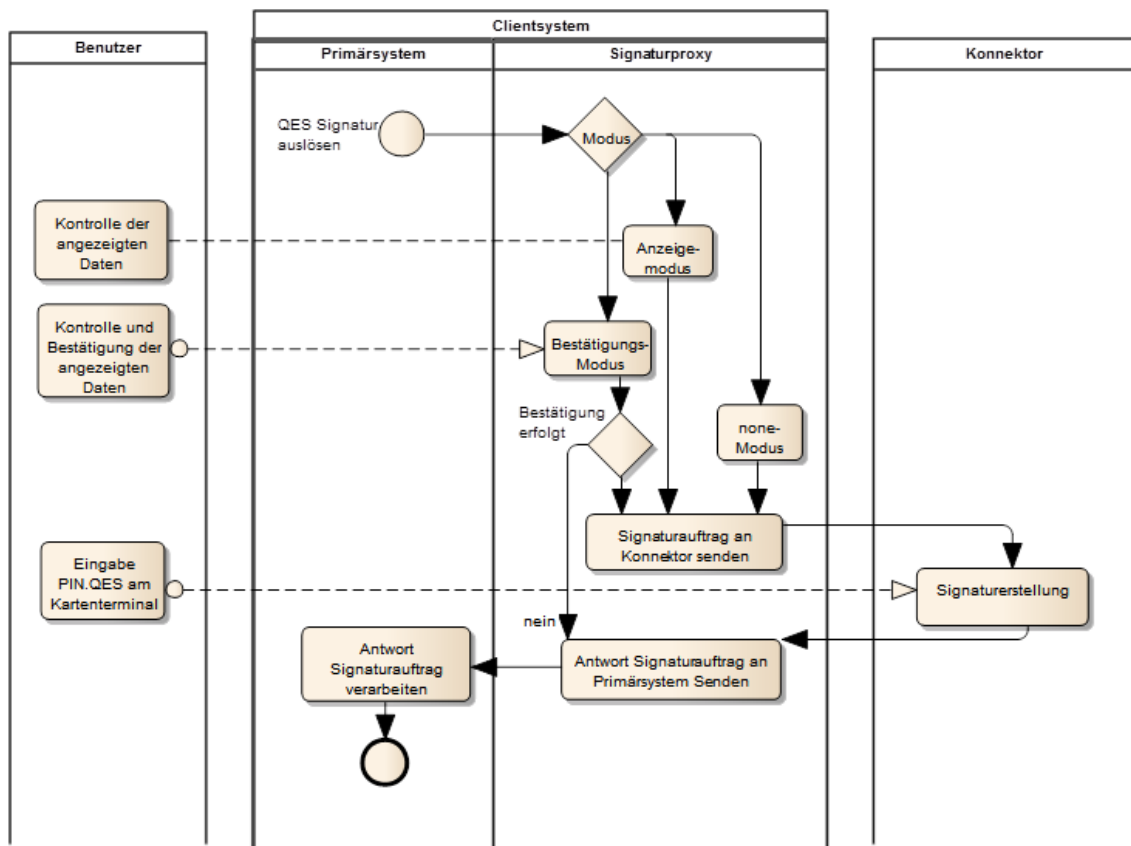 Clientsystem
Benutzer
Primärsystem
Signaturproxy
Konnektor
QES Signatur
auslösen
Modus
Kontrolle der
angezeigten
Daten
Anzeige-
modus
Kontrolle und
Bestätigung der
angezeigten
Daten
Bestätigungs-
Modus
Bestätigung
erfolgt
none-
Modus
Signaturauftrag an
Konnektor senden
Eingabe
PIN.QES am
Kartenterminal
Signaturerstellung
nein
Antwort
Signaturauftrag
verarbeiten
Antwort Signaturauftrag an
Primärsystem Senden